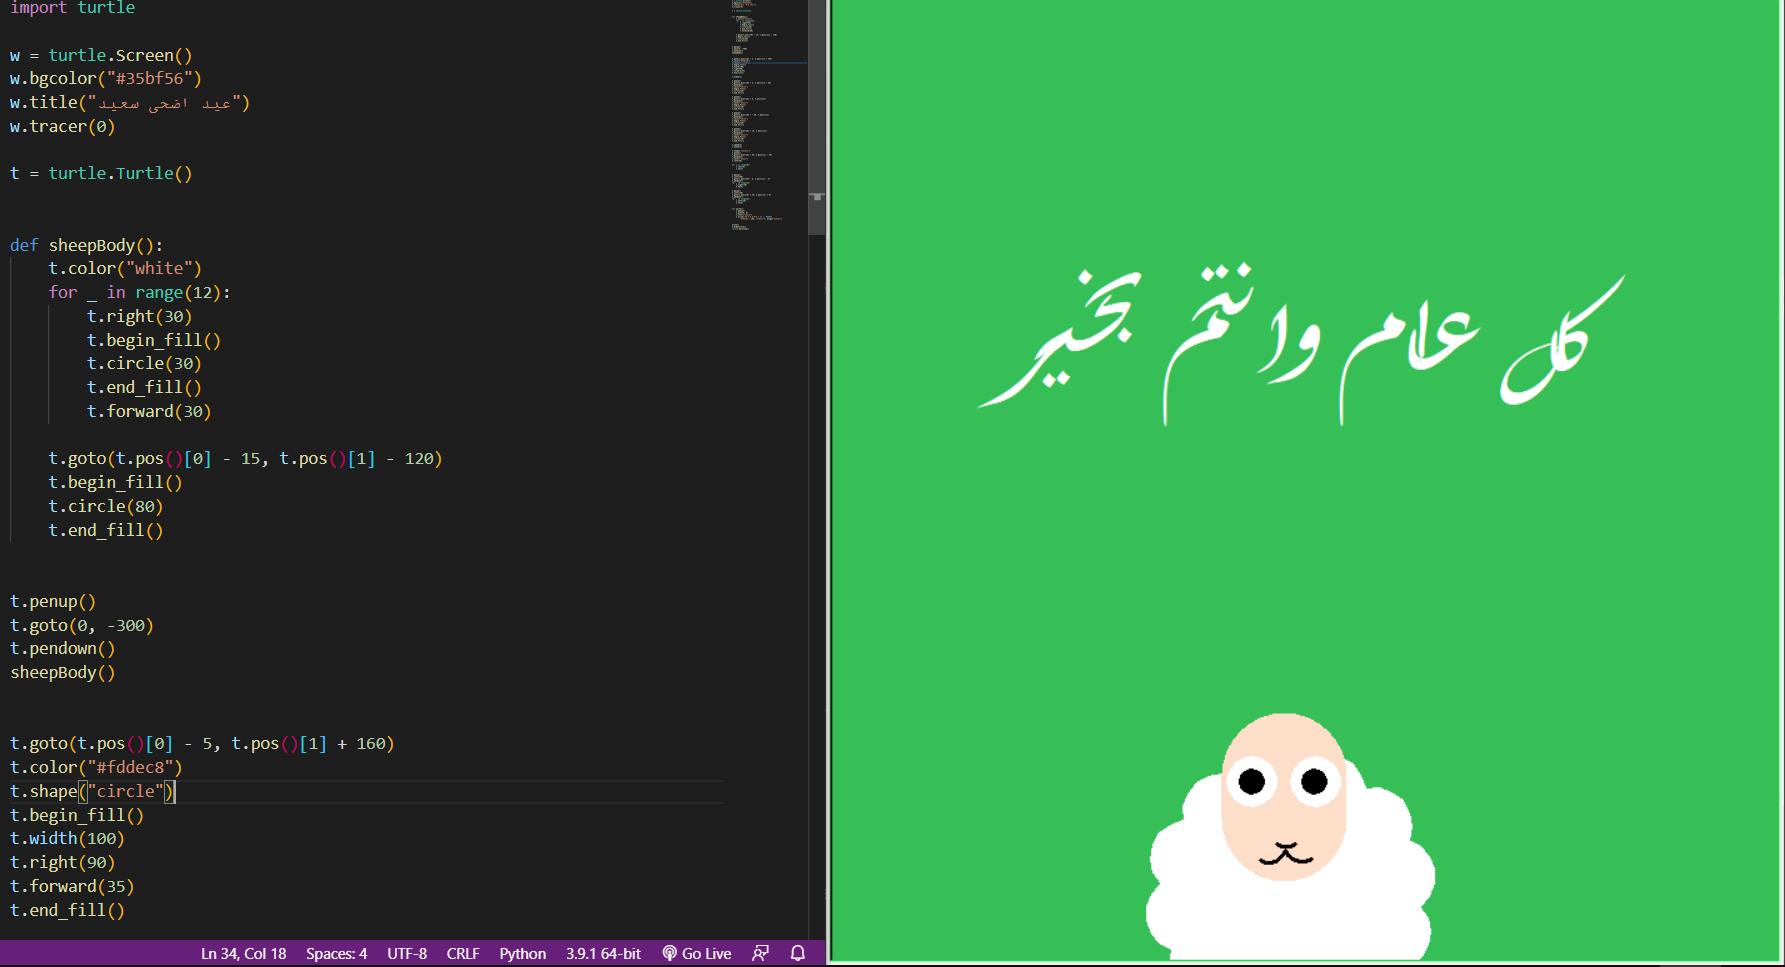 import turtle
w = turtle.Screen()
w.bgcolor("#35bf56")
w.title("عيد اضحى سعيد")
w.tracer(0)
t = turtle.Turtle()
def sheepBody():
t.color("white")
for _ in range(12):
t.right(30)
t.begin_fill()
t.circle(30)
t.end_fill()
t.forward(30)
t.goto(t.pos()[0] - 15, t.pos()[1] - 120)
t.begin_fill()
t.circle(80)
t.end_fill()
t.penup()
t.goto(0, -300)
t.pendown()
sheepBody()
t.goto(t.pos()[0] - 5, t.pos()[1] + 160)
t.color("#fddec8")
t.shape("circle")
t.begin_fill()
t.width(100)
t.right(90)
t.forward(35)
t.end_fill()
Ln 34, Col 18 Spaces: 4 UTF-8 CRLF Python 3.9.1 64-bit Go Live
كل عام وانتم بخير